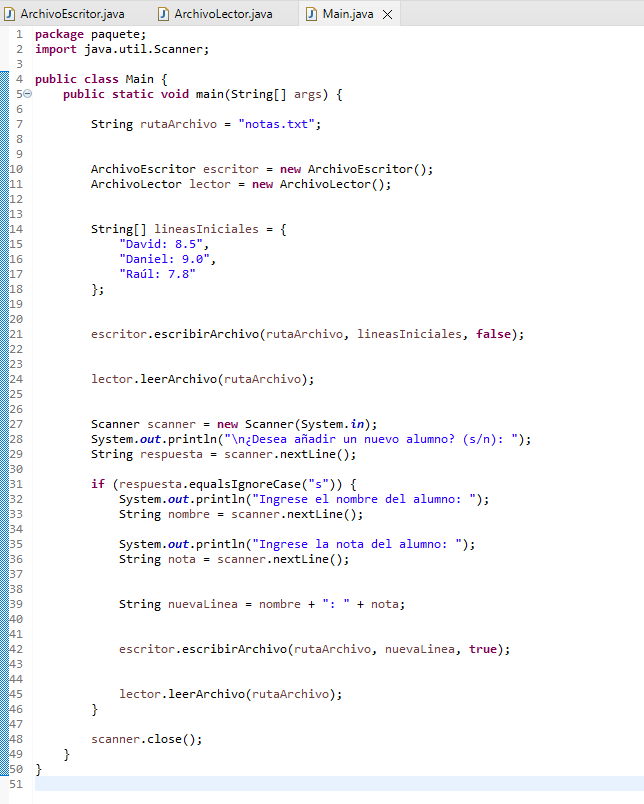 ArchivoEscritor.java ArchivoLector.java Main.java
1 package paquete;
2 import java.util.Scanner;
3
4 public class Main {
5 public static void main(String[] args) {
6
7 String rutaArchivo = "notas.txt";
8
9
10 ArchivoEscritor escritor = new ArchivoEscritor();
11 ArchivoLector lector = new ArchivoLector();
12
13
14 String[] lineasIniciales = {
15 "David: 8.5",
16 "Daniel: 9.0",
17 "Raúl: 7.8"
18 };
19
20
21 escritor.escribirArchivo(rutaArchivo, lineasIniciales, false);
22
23
24 lector.leerArchivo(rutaArchivo);
25
26
27 Scanner scanner = new Scanner(System.in);
28 System.out.println("\n¿Desea añadir un nuevo alumno? (s/n): ");
29 String respuesta = scanner.nextLine();
30
31 if (respuesta.equalsIgnoreCase("s")) {
32 System.out.println("Ingrese el nombre del alumno: ");
33 String nombre = scanner.nextLine();
34
35 System.out.println("Ingrese la nota del alumno: ");
36 String nota = scanner.nextLine();
37
38
39 String nuevaLinea = nombre + ": " + nota;
40
41
42 escritor.escribirArchivo(rutaArchivo, nuevaLinea, true);
43
44
45 lector.leerArchivo(rutaArchivo);
46 }
47
48 scanner.close();
49 }
50 }
51